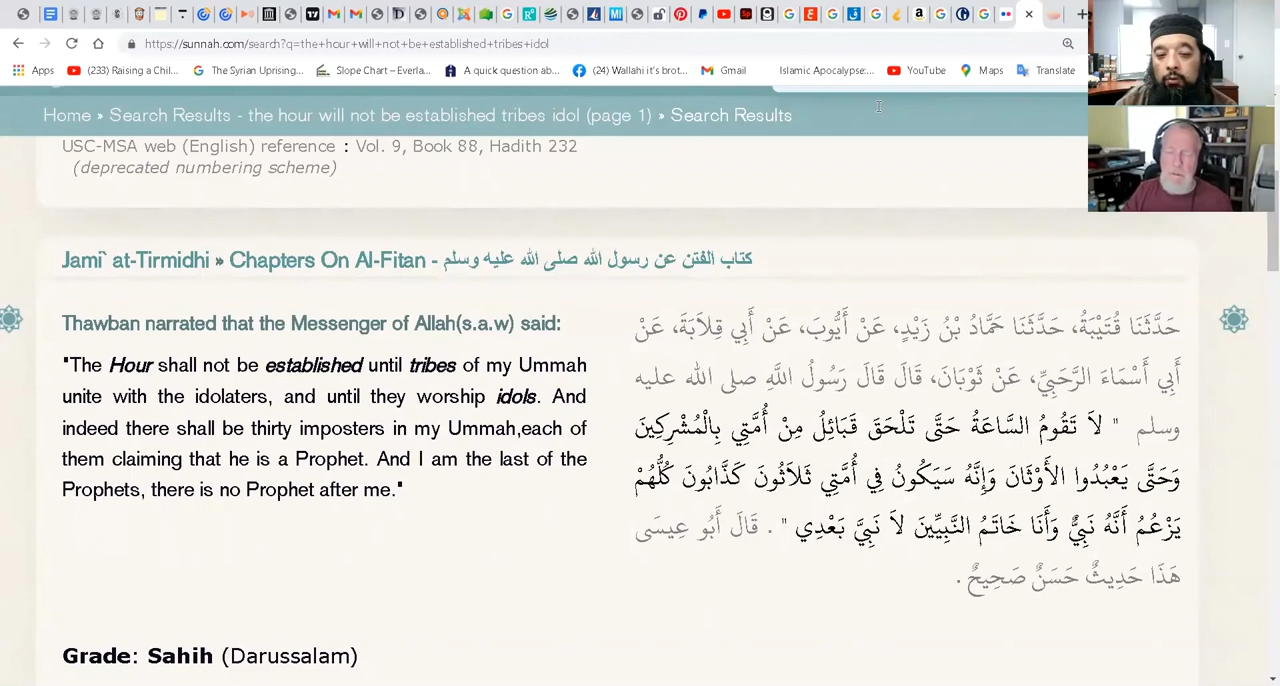 https://sunnah.com/search?q=the+hour+will+not+be+established+tribes+idol
Apps
(233) Raising a Chil...
The Syrian Uprising...
Slope Chart – Everla...
A quick question ab...
(24) Wallahi it's brot...
Gmail
Islamic Apocalypse:...
YouTube
Maps
Translate
Home » Search Results - the hour will not be established tribes idol (page 1) » Search Results
USC-MSA web (English) reference : Vol. 9, Book 88, Hadith 232
(deprecated numbering scheme)
Jami` at-Tirmidhi » Chapters On Al-Fitan - كتاب الفتن عن رسول الله صلى الله عليه وسلم
Thawban narrated that the Messenger of Allah(s.a.w) said:
"The Hour shall not be established until tribes of my Ummah
unite with the idolaters, and until they worship idols. And
indeed there shall be thirty imposters in my Ummah,each of
them claiming that he is a Prophet. And I am the last of the
Prophets, there is no Prophet after me."
حَدَّثَنَا قُتَيْبَةُ، حَدَّثَنَا حَمَّادُ بْنُ زَيْدٍ، عَنْ أَيُّوبَ، عَنْ أَبِي قِلاَبَةَ، عَنْ
أَبِي أَسْمَاءَ الرَّحَبِيِّ، عَنْ ثَوْبَانَ، قَالَ قَالَ رَسُولُ اللَّهِ صلى الله عليه
وسلم ‏ "‏ لاَ تَقُومُ السَّاعَةُ حَتَّى تَلْحَقَ قَبَائِلُ مِنْ أُمَّتِي بِالْمُشْرِكِينَ
وَحَتَّى يَعْبُدُوا الأَوْثَانَ وَإِنَّهُ سَيَكُونُ فِي أُمَّتِي ثَلاَثُونَ كَذَّابُونَ كُلُّهُمْ
يَزْعُمُ أَنَّهُ نَبِيٌّ وَأَنَا خَاتَمُ النَّبِيِّينَ لاَ نَبِيَّ بَعْدِي ‏"‏ ‏.‏ قَالَ أَبُو عِيسَى
هَذَا حَدِيثٌ حَسَنٌ صَحِيحٌ ‏.‏
Grade: Sahih (Darussalam)